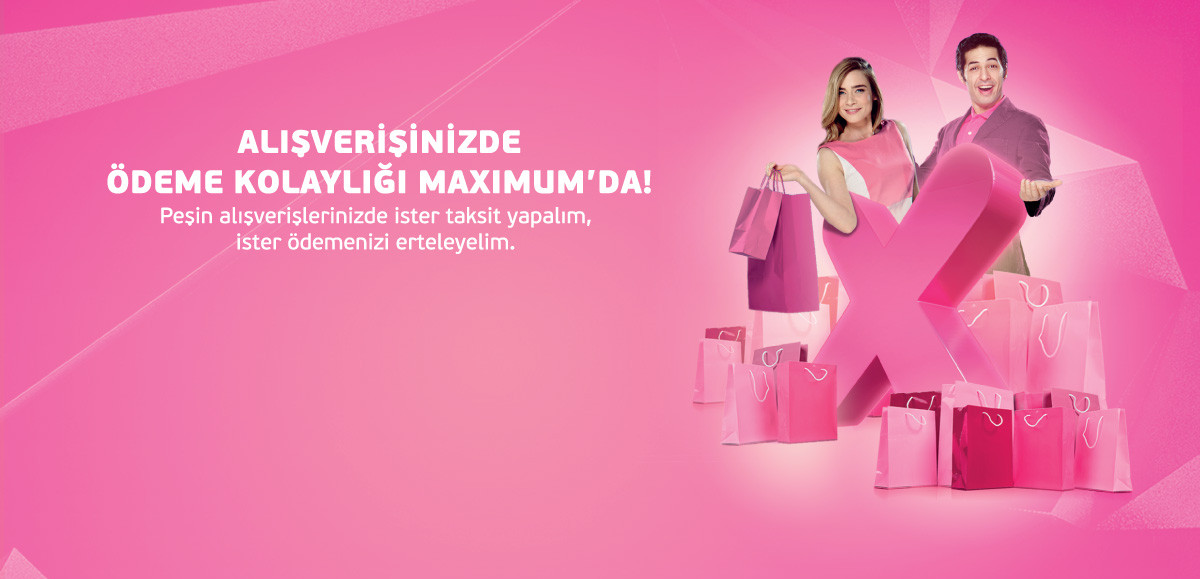 ALIŞVERİŞİNİZDE
ÖDEME KOLAYLIĞI MAXIMUM'DA!
Peşin alışverişlerinizde ister taksit yapalım,
ister ödemenizi erteleyelim.